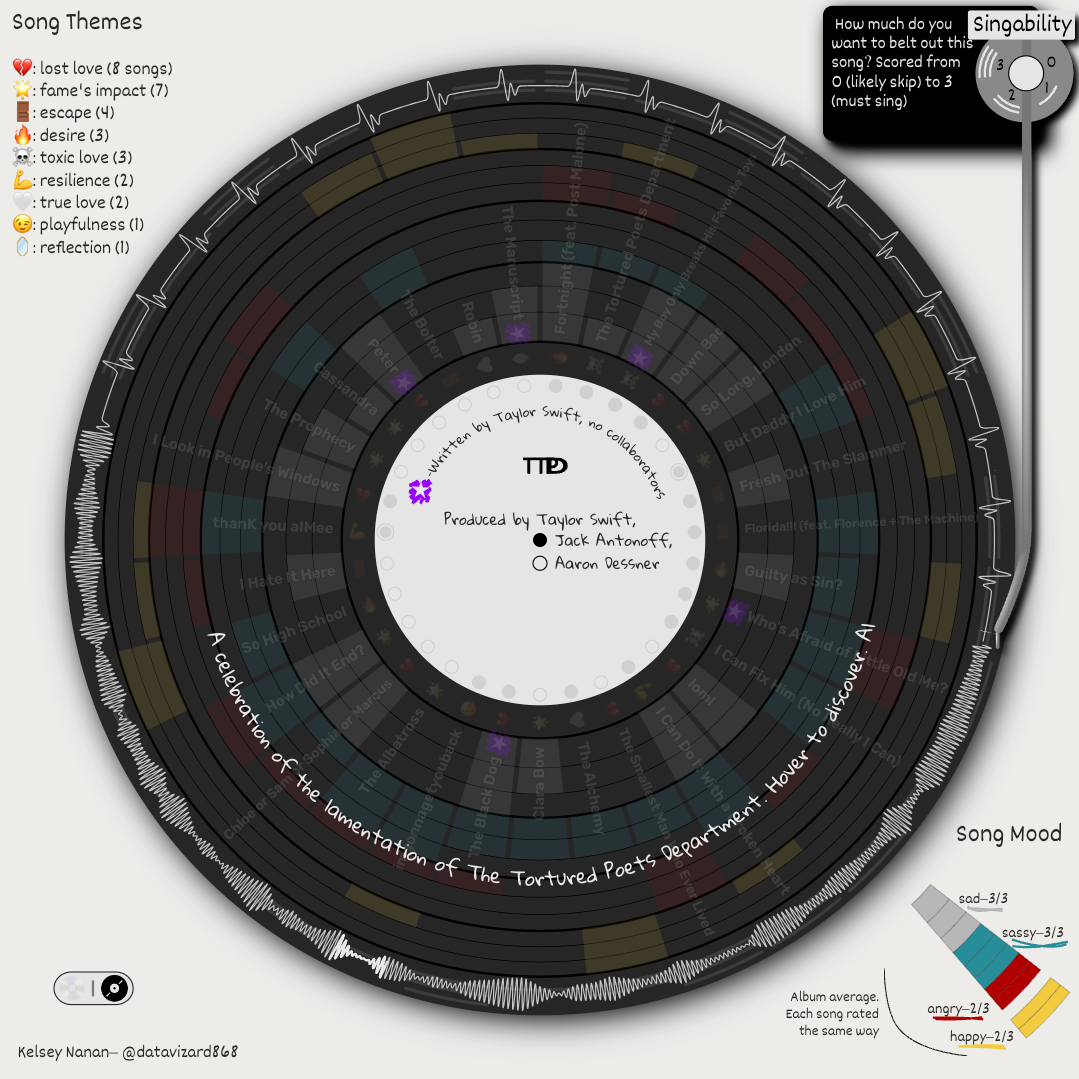 Song Themes
💔: lost love (8 songs)
🌟: fame's impact (7)
🚪: escape (4)
🔥: desire (3)
☠️: toxic love (3)
💪: resilience (2)
🤍: true love (2)
😉: playfulness (1)
🪞: reflection (1)
How much do you
want to belt out this
song? Scored from
0 (likely skip) to 3
(must sing)
Singability
0
1
2
3
Fortnight (feat. Post Malone)
The Tortured Poets Department
My Boy Only Breaks His Favorite Toys
Down Bad
So Long, London
But Daddy I Love Him
Fresh Out The Slammer
Florida!!! (feat. Florence + The Machine)
Guilty as Sin?
Who's Afraid of Little Old Me?
I Can Fix Him (No Really I Can)
loml
I Can Do It With a Broken Heart
The Smallest Man Who Ever Lived
The Alchemy
Clara Bow
The Black Dog
imgonnagetyouback
The Albatross
Chloe or Sam or Sophia or Marcus
How Did It End?
So High School
I Hate It Here
thanK you aIMee
I Look in People's Windows
The Prophecy
Cassandra
Peter
The Bolter
Robin
The Manuscript
-Written by Taylor Swift, no collaborators
TTPD
Produced by Taylor Swift,
Jack Antonoff,
Aaron Dessner
A celebration of the lamentation of The Tortured Poets Department. Hover to discover. Al
Song Mood
sad–3/3
sassy–3/3
angry–2/3
happy–2/3
Album average.
Each song rated
the same way
Kelsey Nanan– @datavizard868